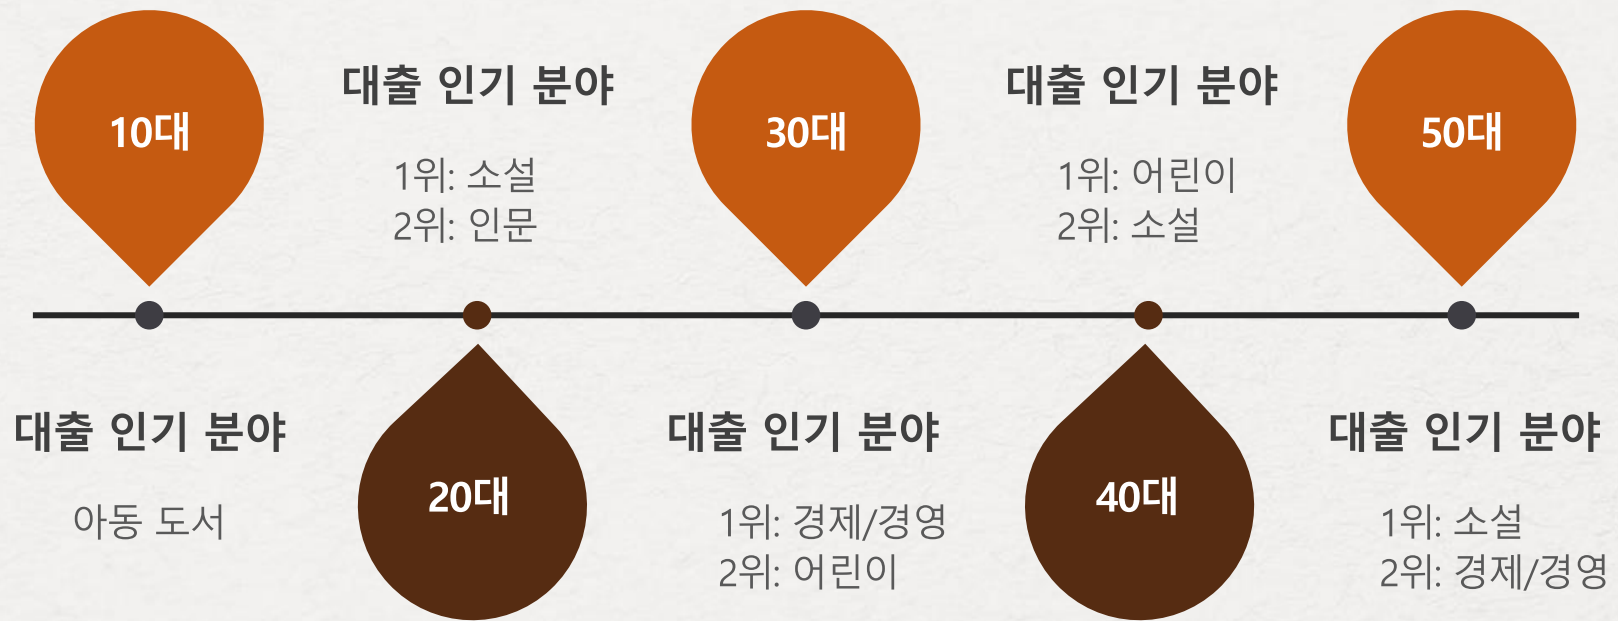 10대
대출 인기 분야
아동 도서
대출 인기 분야
1위: 소설
2위: 인문
20대
30대
대출 인기 분야
1위: 경제/경영
2위: 어린이
대출 인기 분야
1위: 어린이
2위: 소설
40대
50대
대출 인기 분야
1위: 소설
2위: 경제/경영